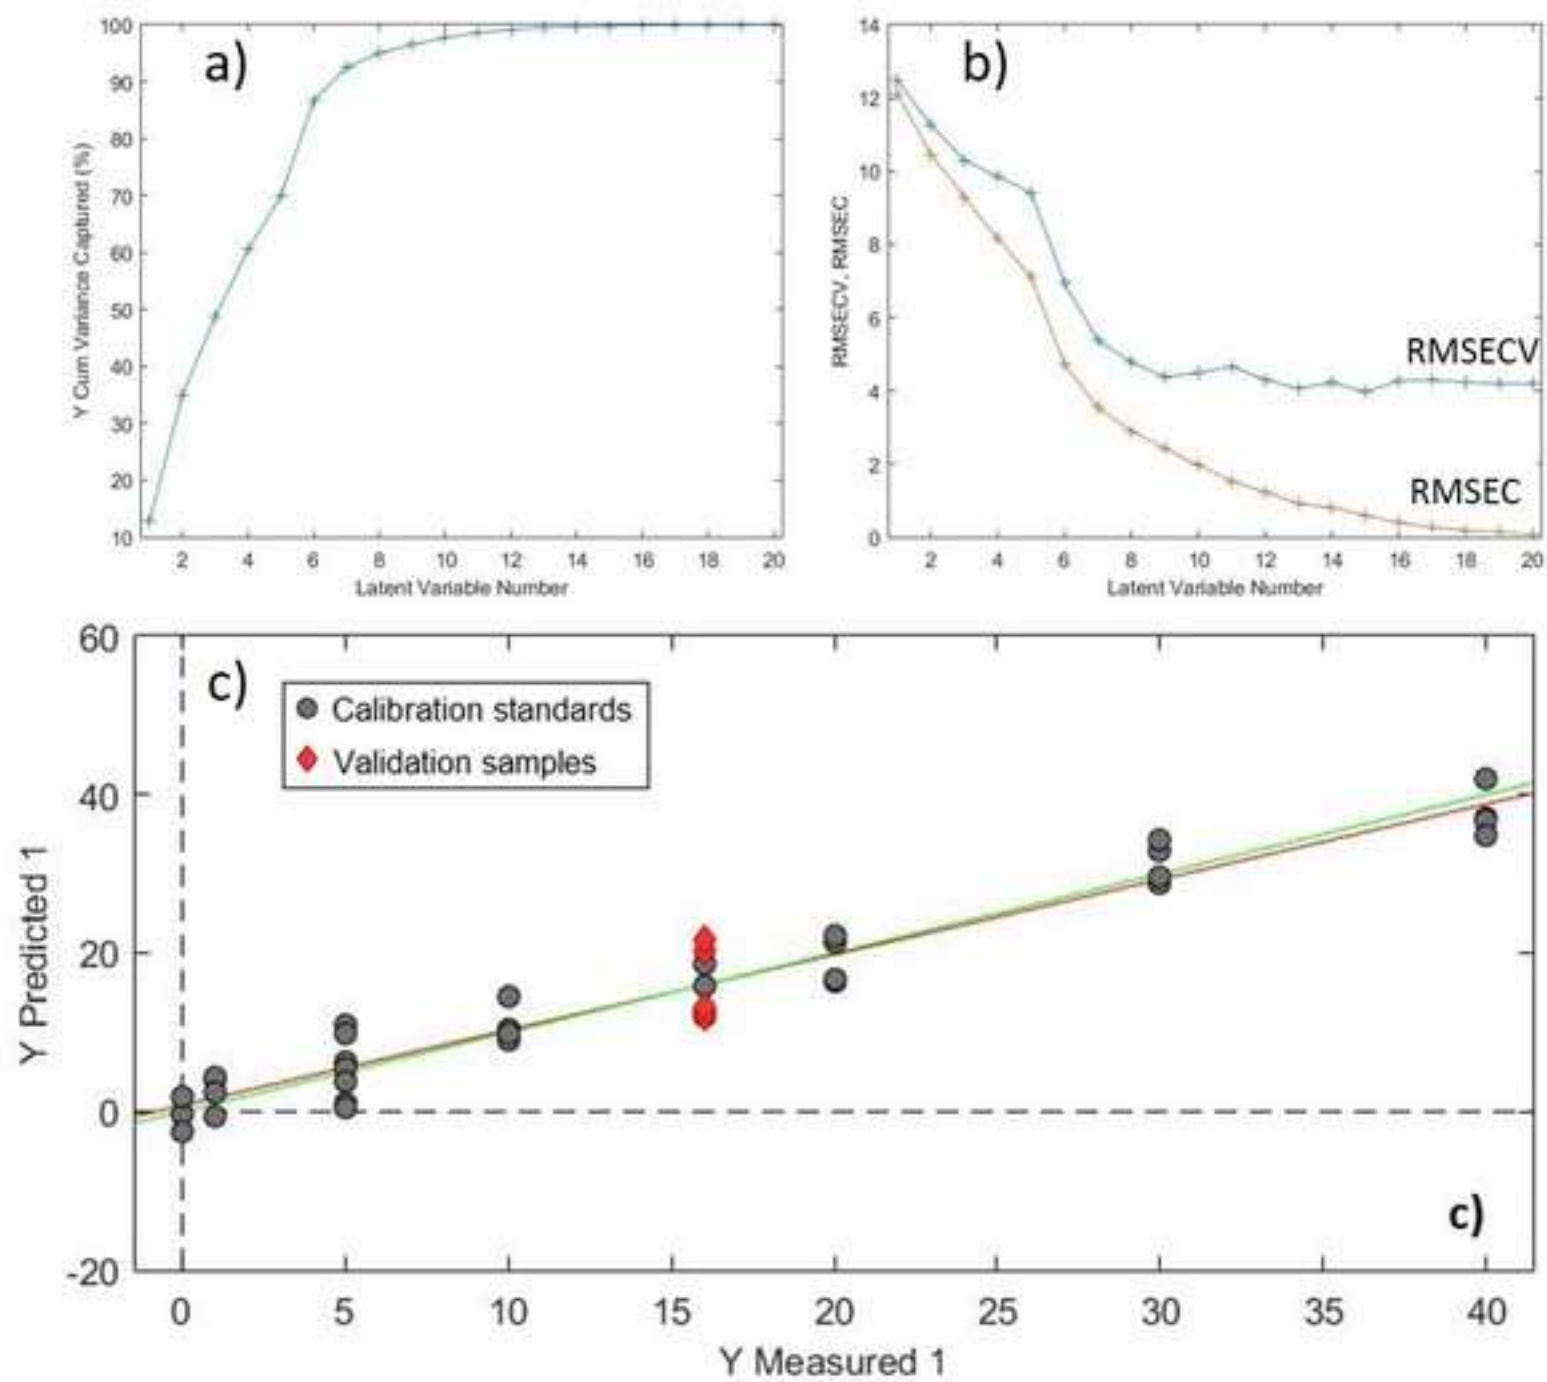 a)
100
90
80
70
60
50
40
30
20
10
Y Cum Variance Captured (%)
2 4 6 8 10 12 14 16 18 20
Latent Variable Number
b)
14
12
10
8
6
4
2
0
RMSECV, RMSEC
RMSECV
RMSEC
2 4 6 8 10 12 14 16 18 20
Latent Variable Number
c)
Calibration standards
Validation samples
60
40
20
0
-20
Y Predicted 1
c)
0 5 10 15 20 25 30 35 40
Y Measured 1